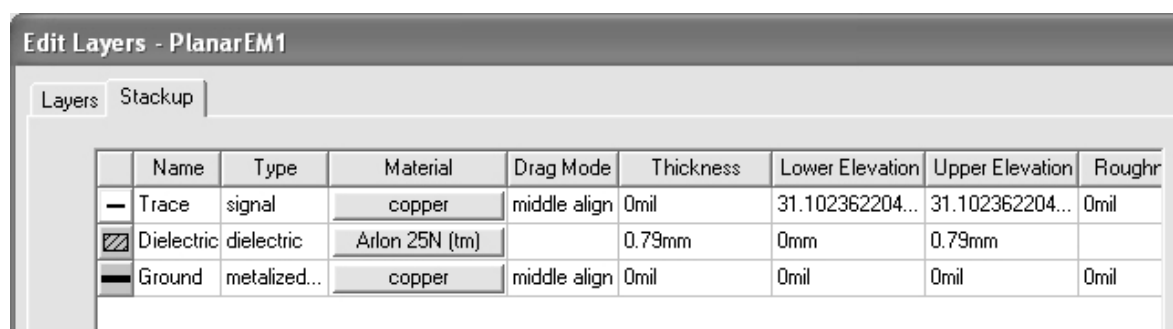 Edit Layers - PlanarEM1
Layers Stackup
Name Type Material Drag Mode Thickness Lower Elevation Upper Elevation Roughr
Trace signal copper middle align 0mil 31.102362204... 31.102362204... 0mil
Dielectric dielectric Arlon 25N (tm) 0.79mm 0mm 0.79mm
Ground metalized... copper middle align 0mil 0mil 0mil 0mil